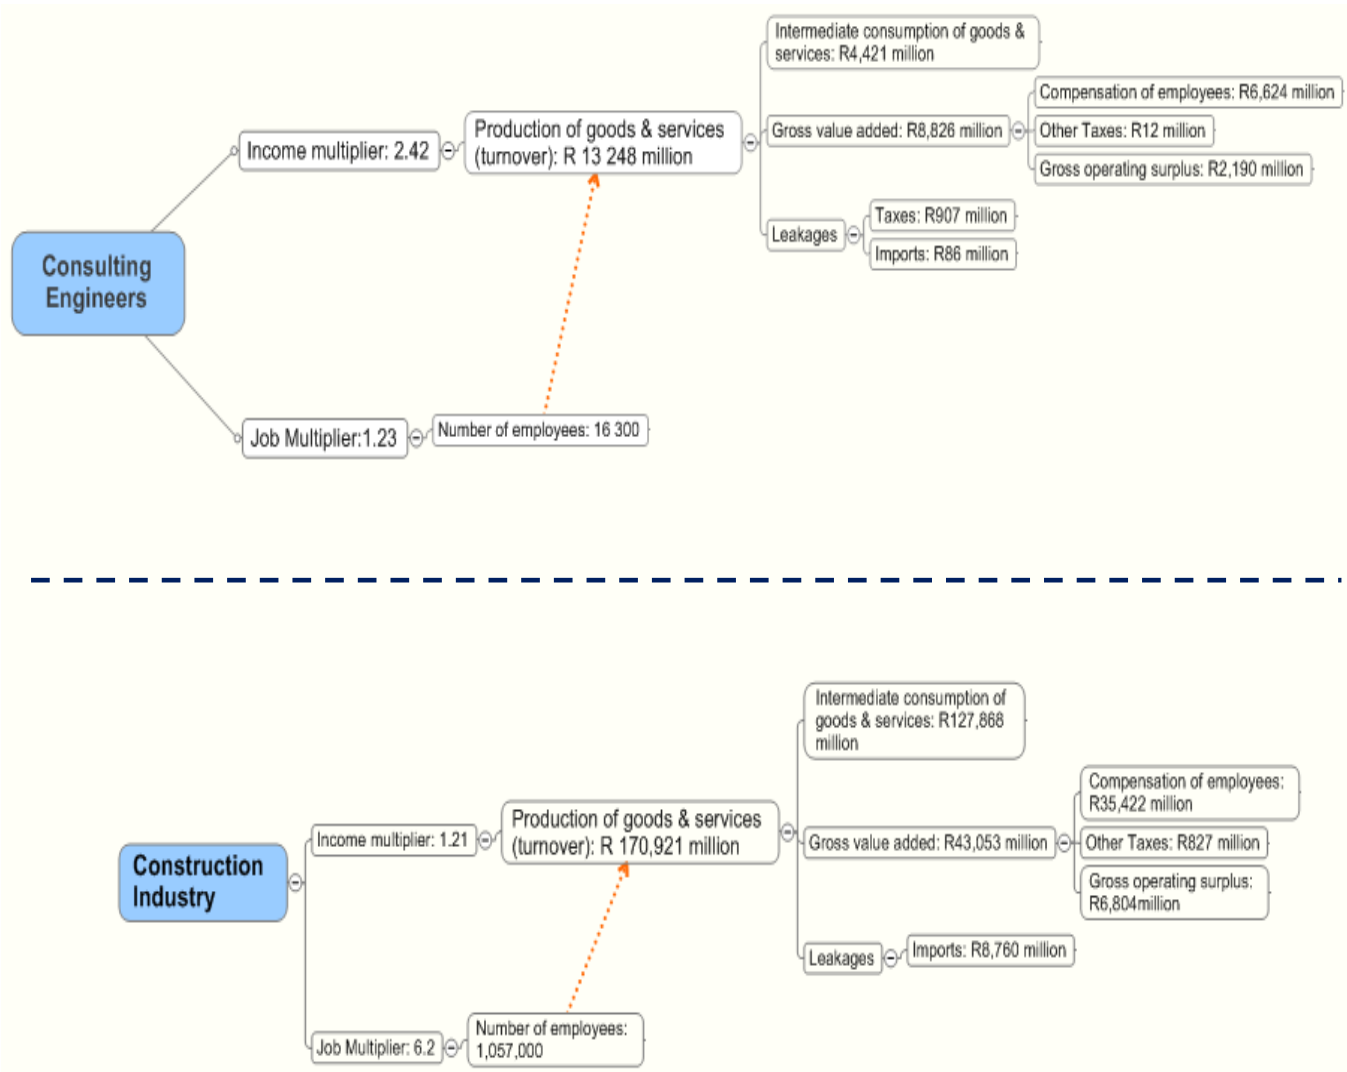 Consulting
Engineers
Income multiplier: 2.42
Production of goods & services
(turnover): R 13 248 million
Intermediate consumption of goods &
services: R4,421 million
Gross value added: R8,826 million
Compensation of employees: R6,624 million
Other Taxes: R12 million
Gross operating surplus: R2,190 million
Leakages
Taxes: R907 million
Imports: R86 million
Job Multiplier:1.23
Number of employees: 16 300
Construction
Industry
Income multiplier: 1.21
Production of goods & services
(turnover): R 170,921 million
Intermediate consumption of
goods & services: R127,868
million
Gross value added: R43,053 million
Compensation of employees:
R35,422 million
Other Taxes: R827 million
Gross operating surplus:
R6,804million
Leakages
Imports: R8,760 million
Job Multiplier: 6.2
Number of employees:
1,057,000